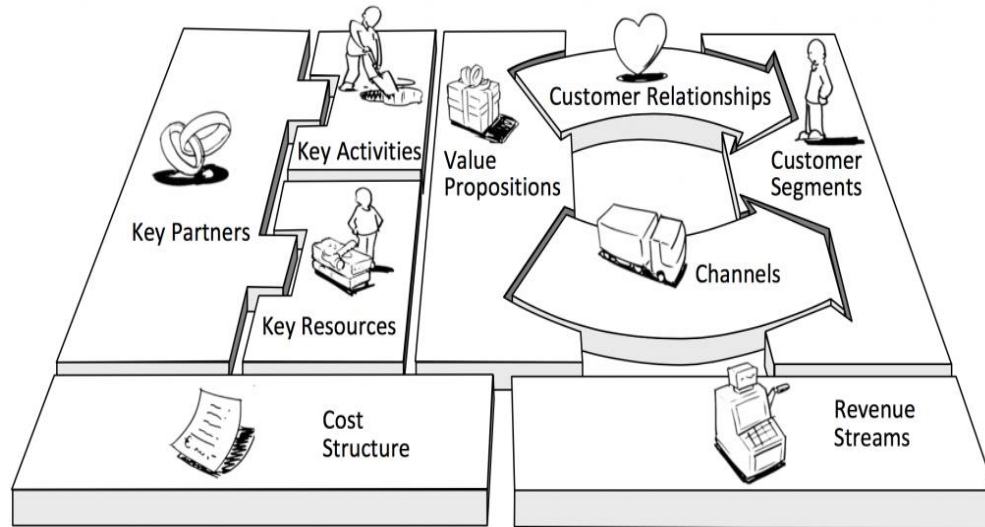 Key Partners
Key Activities
Key Resources
Value
Propositions
Customer Relationships
Channels
Customer
Segments
Cost
Structure
Revenue
Streams